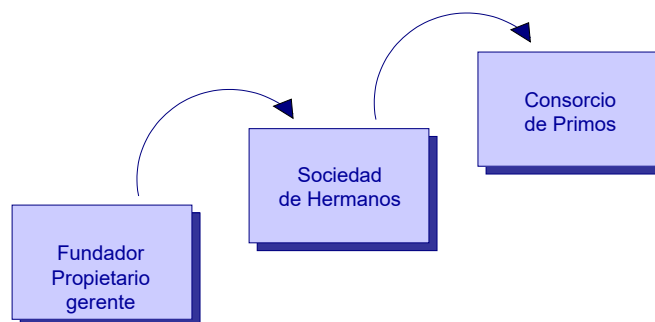 Consorcio
de Primos
Sociedad
de Hermanos
Fundador
Propietario
gerente